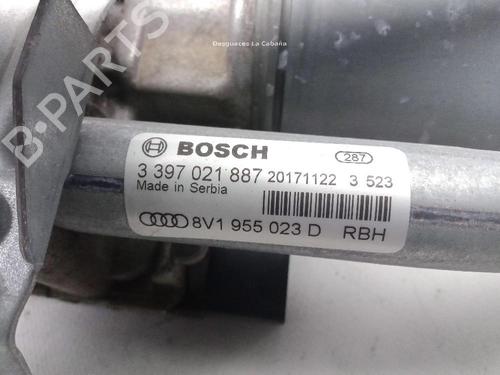 Desguaces La Cabaña
B-PARTS
BOSCH 287
3 397 021 887 20171122 3 523
Made in Serbia
8V1 955 023 D RBH